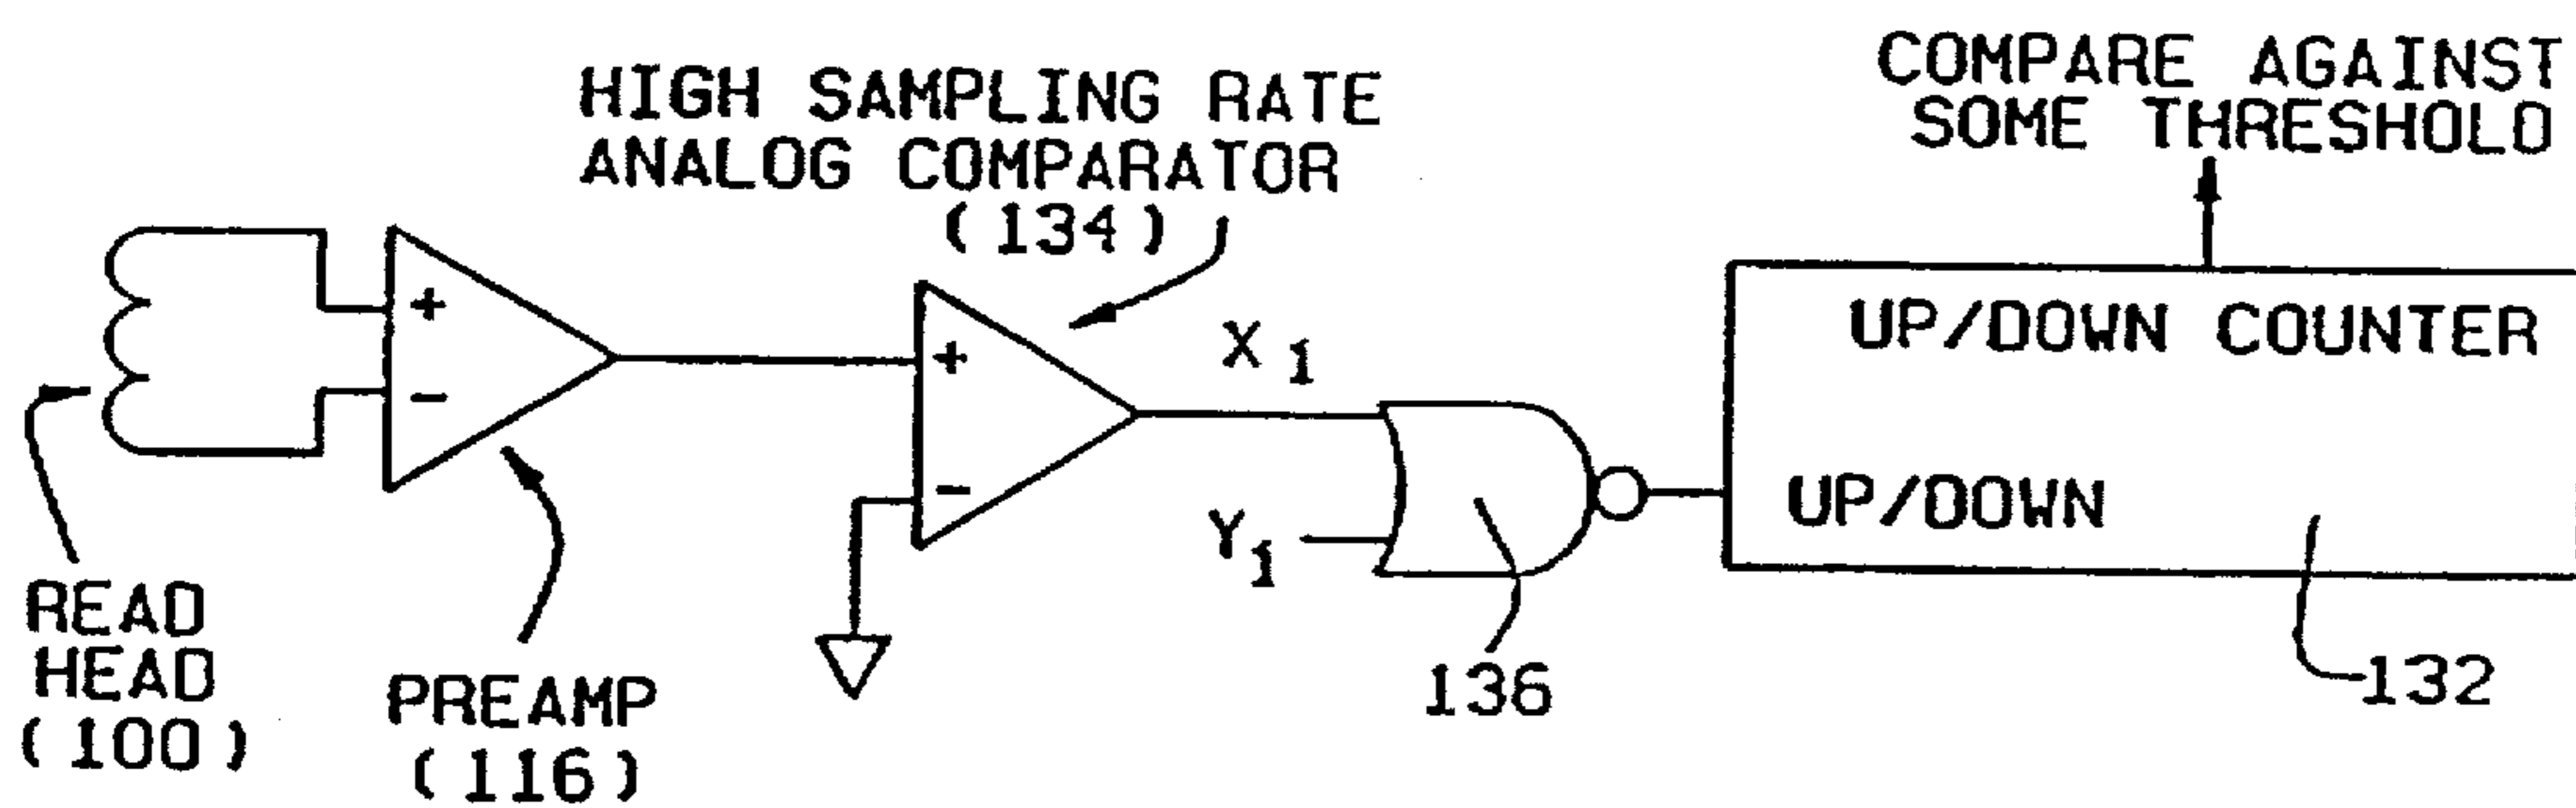 HIGH SAMPLING RATE
ANALOG COMPARATOR
(134)
COMPARE AGAINST
SOME THRESHOLD
+
-
+
-
X1
Y1
UP/DOWN COUNTER
UP/DOWN
READ
HEAD
(100)
PREAMP
(116)
136
132